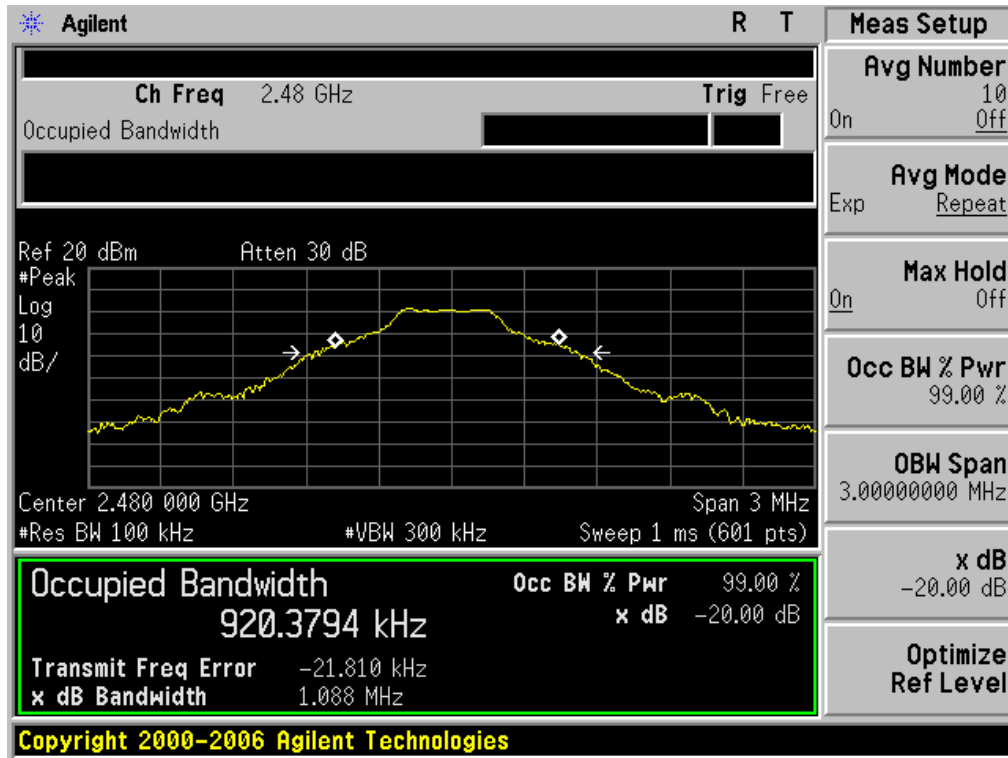 Agilent R T
Ch Freq 2.48 GHz Trig Free
Occupied Bandwidth
Ref 20 dBm Atten 30 dB
#Peak
Log
10
dB/
Center 2.480 000 GHz Span 3 MHz
#Res BW 100 kHz #VBW 300 kHz Sweep 1 ms (601 pts)
Occupied Bandwidth Occ BW % Pwr 99.00 %
920.3794 kHz x dB -20.00 dB
Transmit Freq Error -21.810 kHz
x dB Bandwidth 1.088 MHz
Copyright 2000-2006 Agilent Technologies
Meas Setup
Avg Number
10
On Off
Avg Mode
Exp Repeat
Max Hold
On Off
Occ BW % Pwr
99.00 %
OBW Span
3.00000000 MHz
x dB
-20.00 dB
Optimize
Ref Level